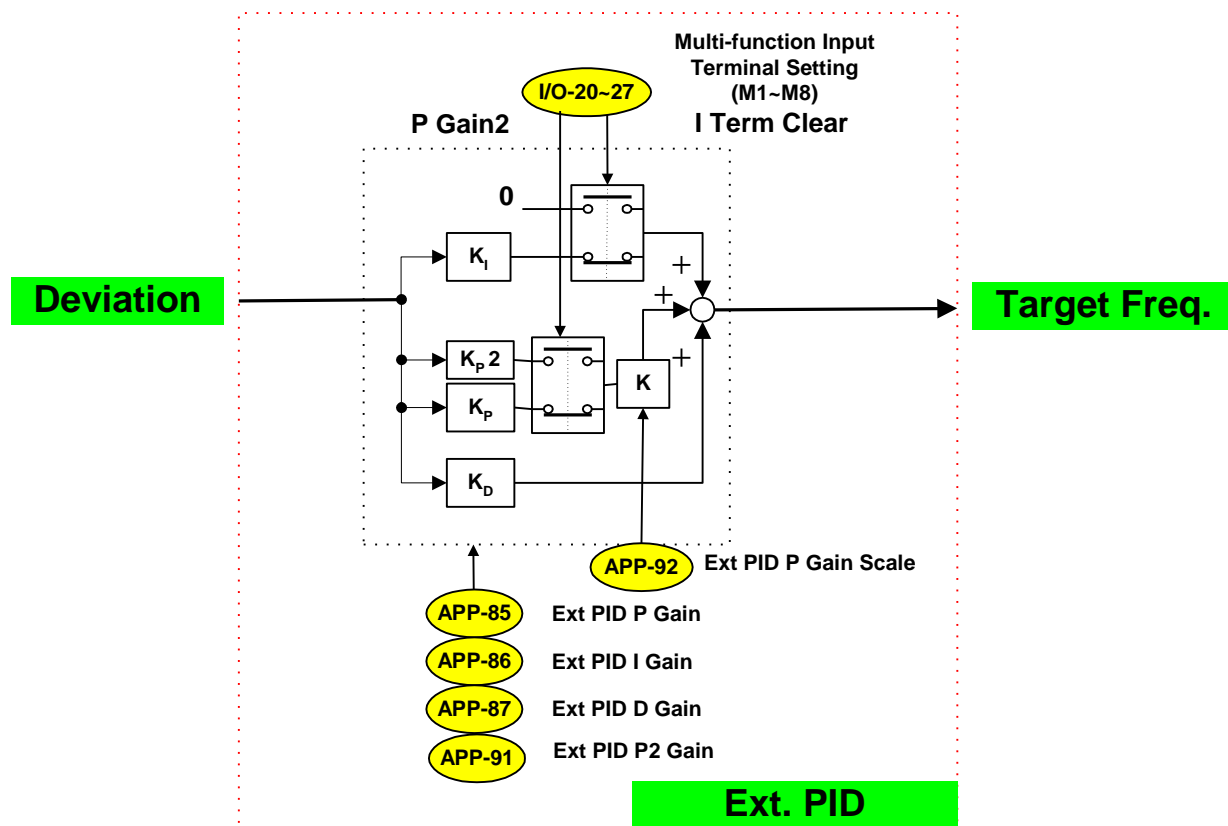 Multi-function Input
Terminal Setting
(M1~M8)
I/O-20~27
P Gain2
I Term Clear
0
K_I
+
Deviation
+
Target Freq.
K_P 2
+
K
K_P
K_D
APP-92 Ext PID P Gain Scale
APP-85 Ext PID P Gain
APP-86 Ext PID I Gain
APP-87 Ext PID D Gain
APP-91 Ext PID P2 Gain
Ext. PID